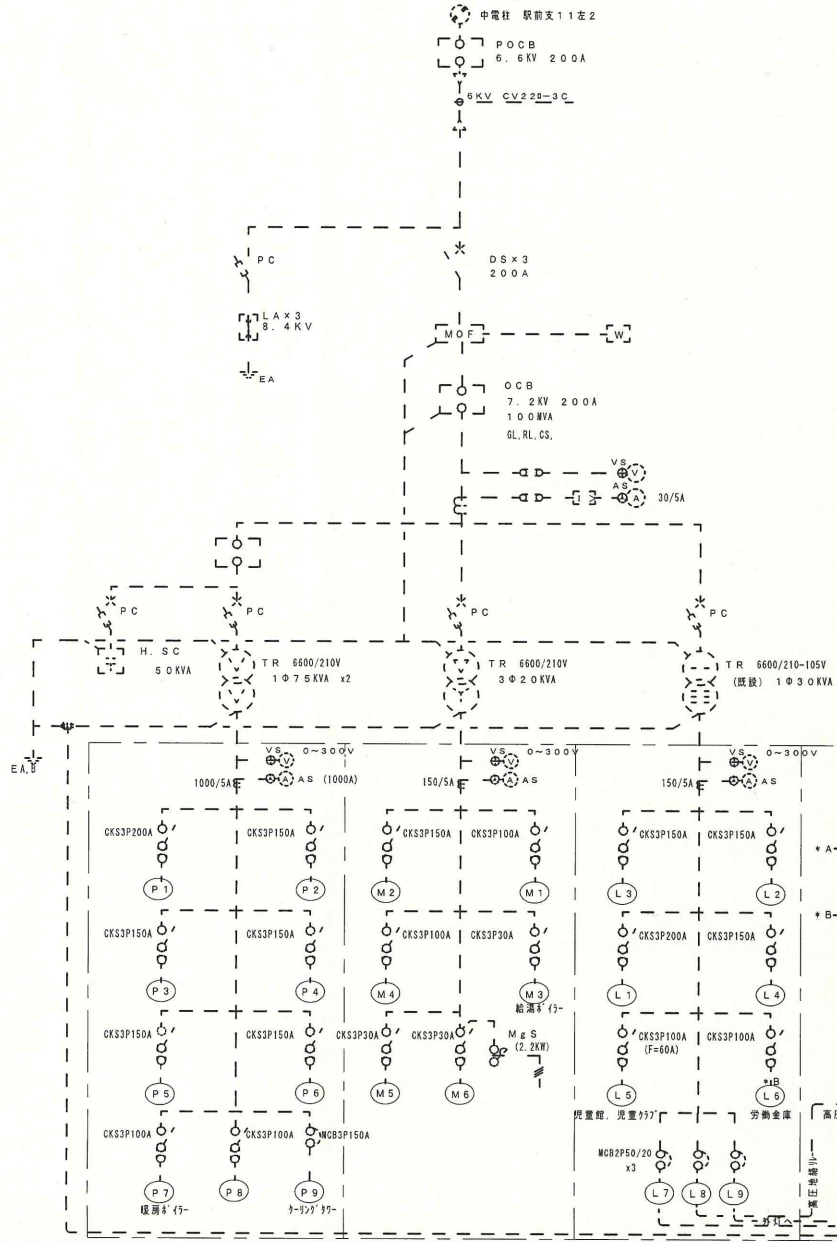 中電柱 駅前支11左2
POCB
6.6KV 200A
6KV CV22□-3C
PC
DS×3
200A
LA×3
8.4KV
MOF
W
EA
OCB
7.2KV 200A
100MVA
GL,RL,CS,
VS
V
AS
A
I >
30/5A
PC
PC
PC
PC
H.SC
50KVA
TR 6600/210V
1Φ75KVA x2
TR 6600/210V
3Φ20KVA
TR 6600/210-105V
(既設) 1Φ30KVA
EA,B
VS 0~300V
V
1000/5A
A
AS (1000A)
VS 0~300V
V
150/5A
A
AS
VS 0~300V
V
150/5A
A
AS
CKS3P200A
CKS3P150A
CKS3P150A
CKS3P100A
CKS3P150A
CKS3P150A
* A-
P1
P2
M2
M1
L3
L2
* B-
CKS3P150A
CKS3P150A
CKS3P100A
CKS3P30A
CKS3P200A
CKS3P150A
P3
P4
M4
M3
L1
L4
給湯ボイラー
CKS3P150A
CKS3P150A
CKS3P30A
CKS3P30A
MgS
(2.2KW)
CKS3P100A
(F=60A)
CKS3P100A
*B
P5
P6
M5
M6
L5
L6
児童館,児童クラブ
労働金庫
高圧
CKS3P100A
CKS3P100A
MCB3P150A
MCB2P50/20
x3
高圧地絡リレー
P7
P8
P9
L7
L8
L9
暖房ボイラー
クーリングタワー
外灯へ